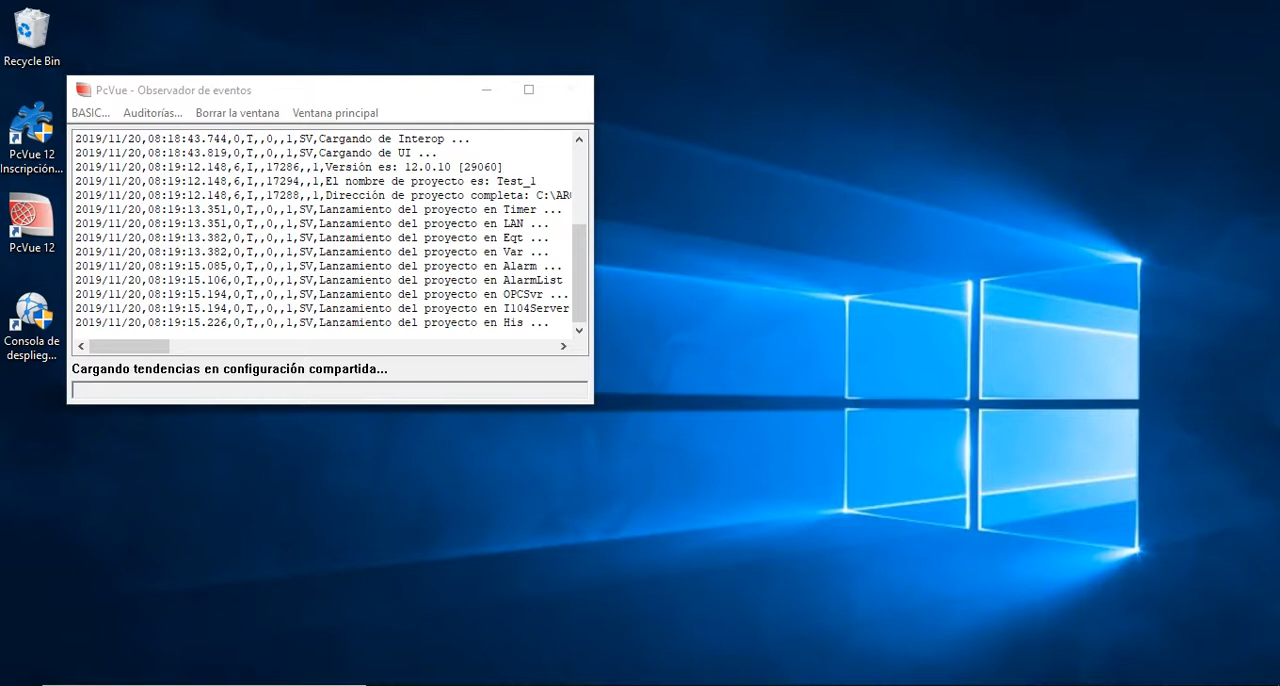 Recycle Bin
PcVue 12
Inscripción...
PcVue 12
Consola de
desplieg...
PcVue - Observador de eventos
BASIC... Auditorías... Borrar la ventana Ventana principal
2019/11/20,08:18:43.744,0,T,,0,,1,SV,Cargando de Interop ...
2019/11/20,08:18:43.819,0,T,,0,,1,SV,Cargando de UI ...
2019/11/20,08:19:12.148,6,I,,17286,,1,Versión es: 12.0.10 [29060]
2019/11/20,08:19:12.148,6,I,,17294,,1,El nombre de proyecto es: Test_1
2019/11/20,08:19:12.148,6,I,,17288,,1,Dirección de proyecto completa: C:\ARC
2019/11/20,08:19:13.351,0,T,,0,,1,SV,Lanzamiento del proyecto en Timer ...
2019/11/20,08:19:13.351,0,T,,0,,1,SV,Lanzamiento del proyecto en LAN ...
2019/11/20,08:19:13.382,0,T,,0,,1,SV,Lanzamiento del proyecto en Eqt ...
2019/11/20,08:19:13.382,0,T,,0,,1,SV,Lanzamiento del proyecto en Var ...
2019/11/20,08:19:15.085,0,T,,0,,1,SV,Lanzamiento del proyecto en Alarm ...
2019/11/20,08:19:15.106,0,T,,0,,1,SV,Lanzamiento del proyecto en AlarmList
2019/11/20,08:19:15.194,0,T,,0,,1,SV,Lanzamiento del proyecto en OPCSvr ...
2019/11/20,08:19:15.194,0,T,,0,,1,SV,Lanzamiento del proyecto en I104Server
2019/11/20,08:19:15.226,0,T,,0,,1,SV,Lanzamiento del proyecto en His ...
Cargando tendencias en configuración compartida...